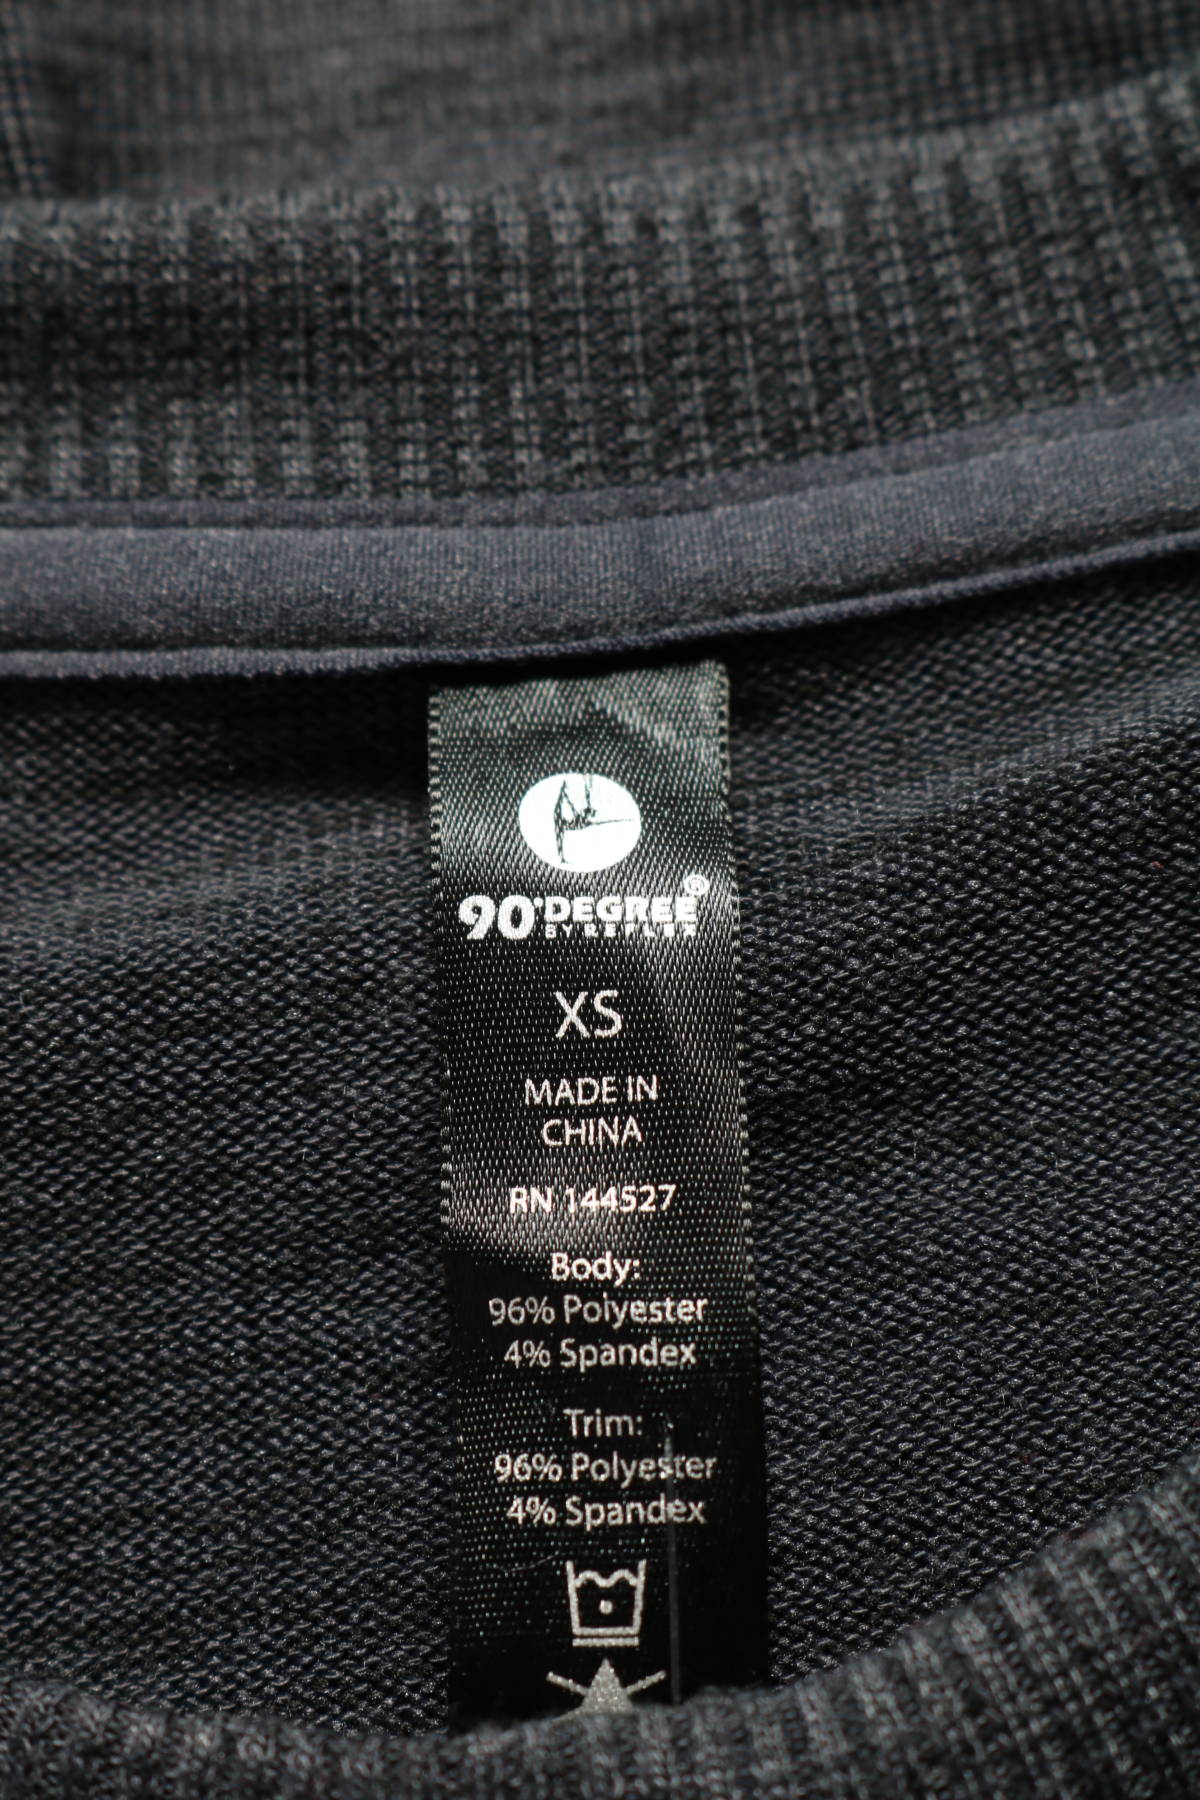 90°DEGREE®
BY REFLEX
XS
MADE IN
CHINA
RN 144527
Body:
96% Polyester
4% Spandex
Trim:
96% Polyester
4% Spandex